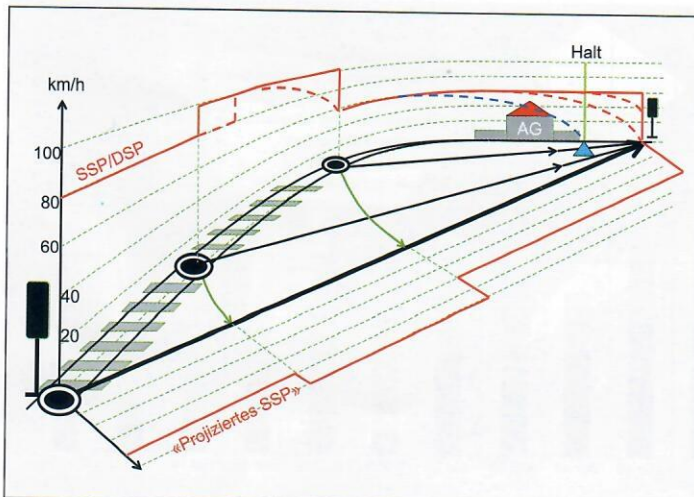 Halt
km/h
SSP/DSP
AG
100
80
60
40
20
«Projiziertes SSP»